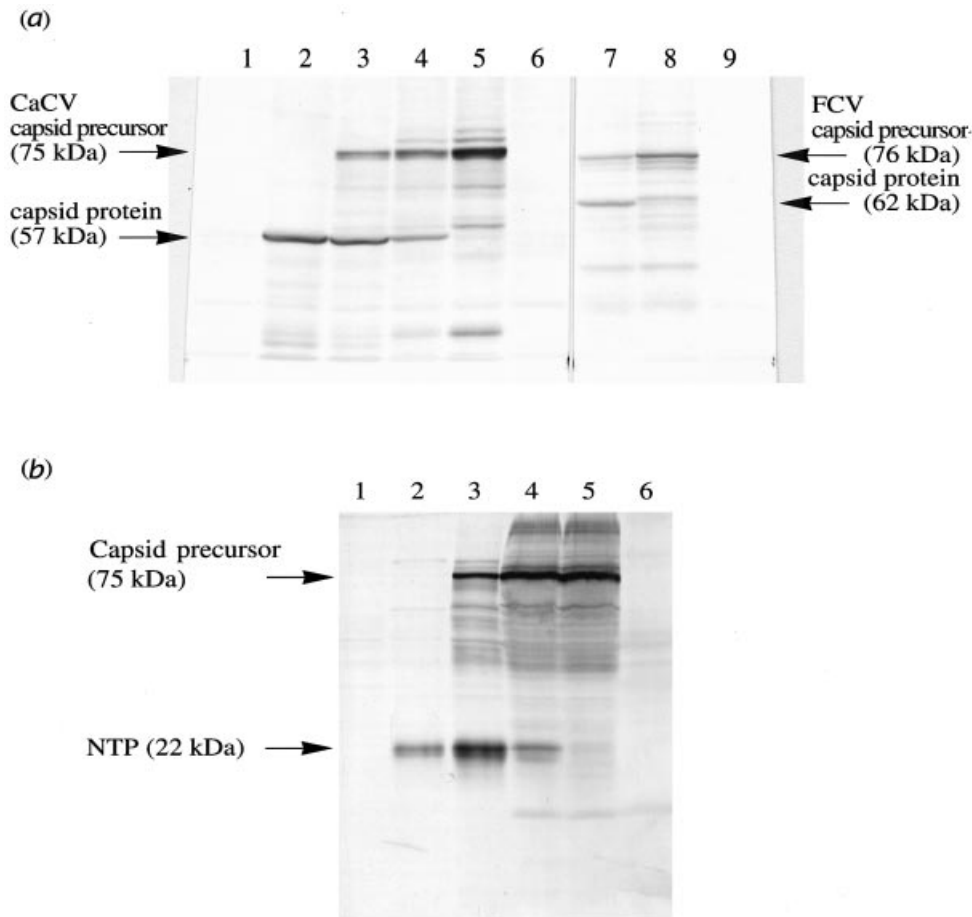 (a)
1 2 3 4 5 6 7 8 9
CaCV
capsid precursor
(75 kDa)
capsid protein
(57 kDa)
FCV
capsid precursor
(76 kDa)
capsid protein
(62 kDa)
(b)
1 2 3 4 5 6
Capsid precursor
(75 kDa)
NTP (22 kDa)